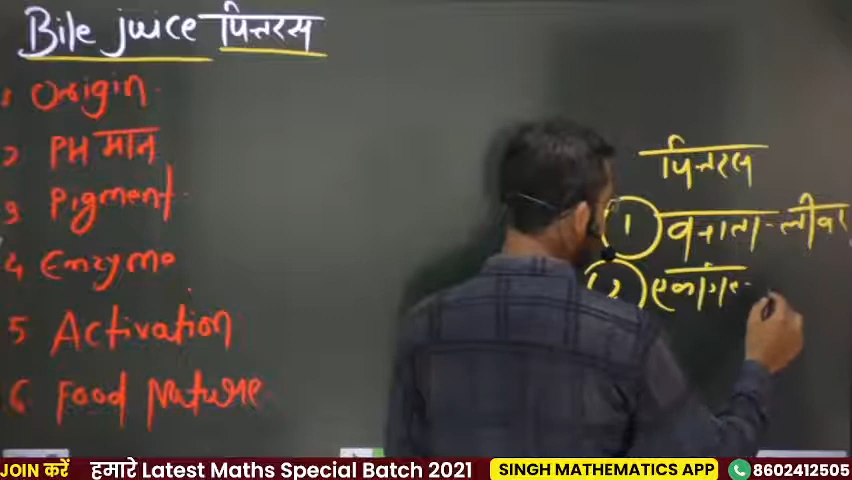 Bile juice पित्तरस
1 Origin
2 PH मान
3 Pigment
4 Enzyme
5 Activation
6 Food Nature
पित्तरस
1 बनाता - लीवर
2
JOIN करें हमारे Latest Maths Special Batch 2021 SINGH MATHEMATICS APP 8602412505